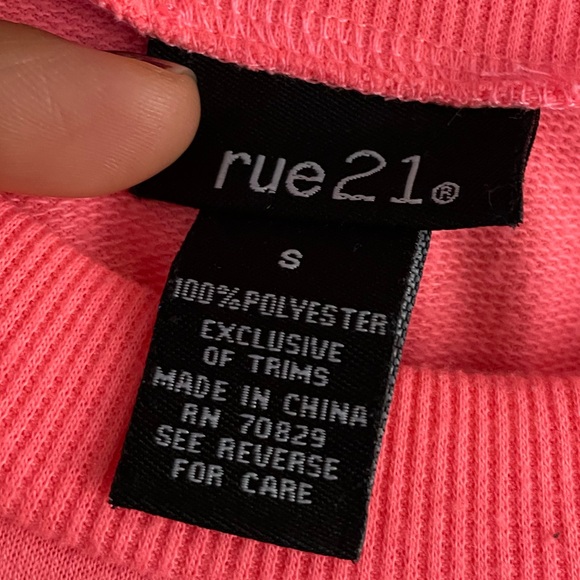 rue21®
S
100%POLYESTER
EXCLUSIVE
OF TRIMS
MADE IN CHINA
RN 70829
SEE REVERSE
FOR CARE